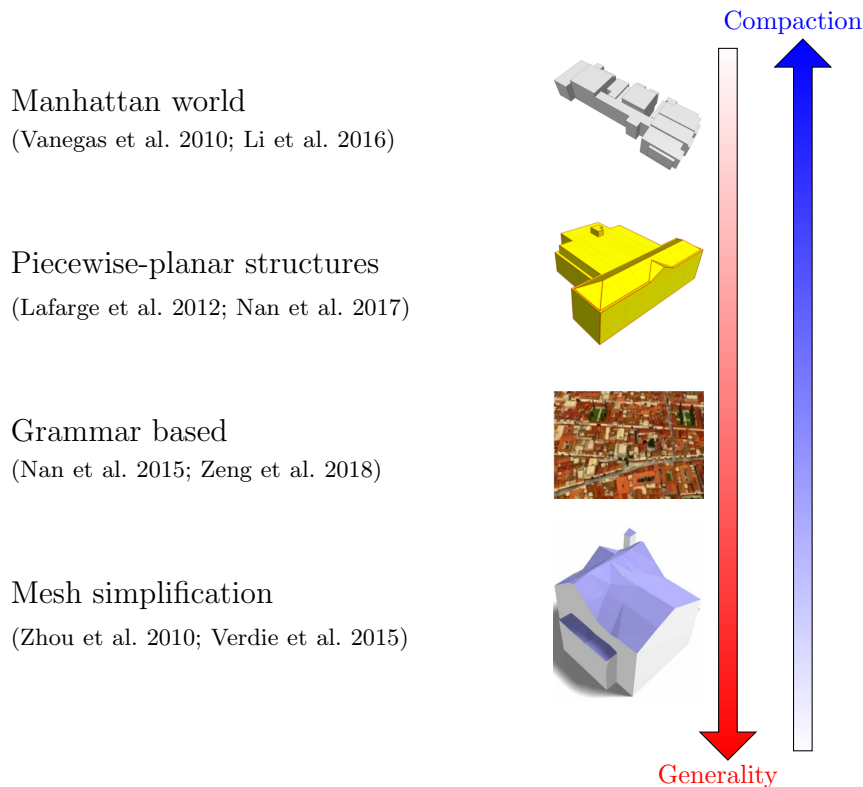 Compaction
Manhattan world
(Vanegas et al. 2010; Li et al. 2016)
Piecewise-planar structures
(Lafarge et al. 2012; Nan et al. 2017)
Grammar based
(Nan et al. 2015; Zeng et al. 2018)
Mesh simplification
(Zhou et al. 2010; Verdie et al. 2015)
Generality